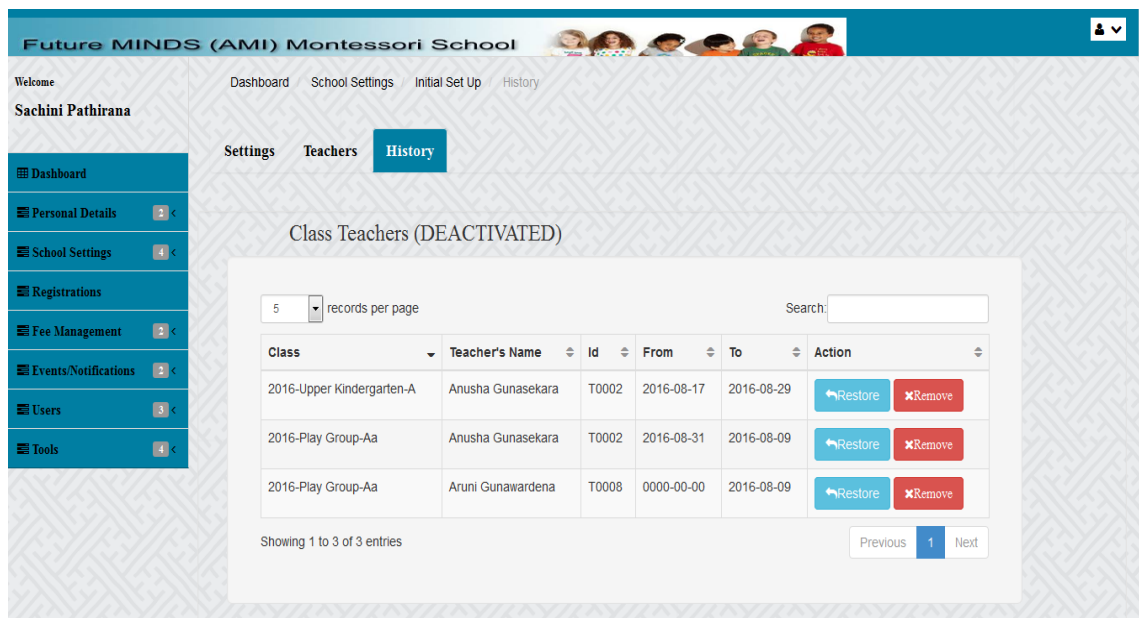 Future MINDS (AMI) Montessori School
Welcome
Sachini Pathirana
Dashboard / School Settings / Initial Set Up / History
Settings Teachers History
Dashboard
Personal Details 2
School Settings 4
Registrations
Fee Management 2
Events/Notifications 2
Users 3
Tools 4
Class Teachers (DEACTIVATED)
5 records per page Search:
Class Teacher's Name Id From To Action
2016-Upper Kindergarten-A Anusha Gunasekara T0002 2016-08-17 2016-08-29 Restore Remove
2016-Play Group-Aa Anusha Gunasekara T0002 2016-08-31 2016-08-09 Restore Remove
2016-Play Group-Aa Aruni Gunawardena T0008 0000-00-00 2016-08-09 Restore Remove
Showing 1 to 3 of 3 entries Previous 1 Next